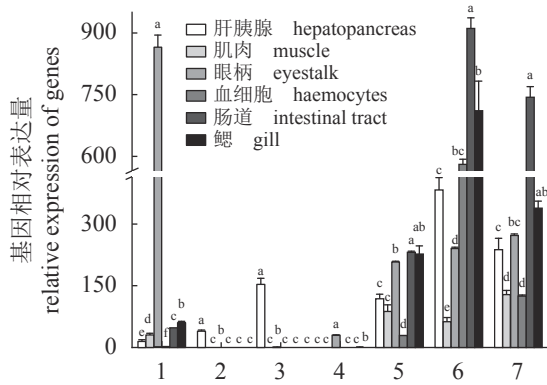 基因相对表达量
relative expression of genes
900
750
600
300
150
0
肝胰腺 hepatopancreas
肌肉 muscle
眼柄 eyestalk
血细胞 haemocytes
肠道 intestinal tract
鳃 gill
e d a f c b
a b c c c
a b c c c c
c c a c c b
c c b d a ab
c e d bc a b
c d bc d a ab
1 2 3 4 5 6 7